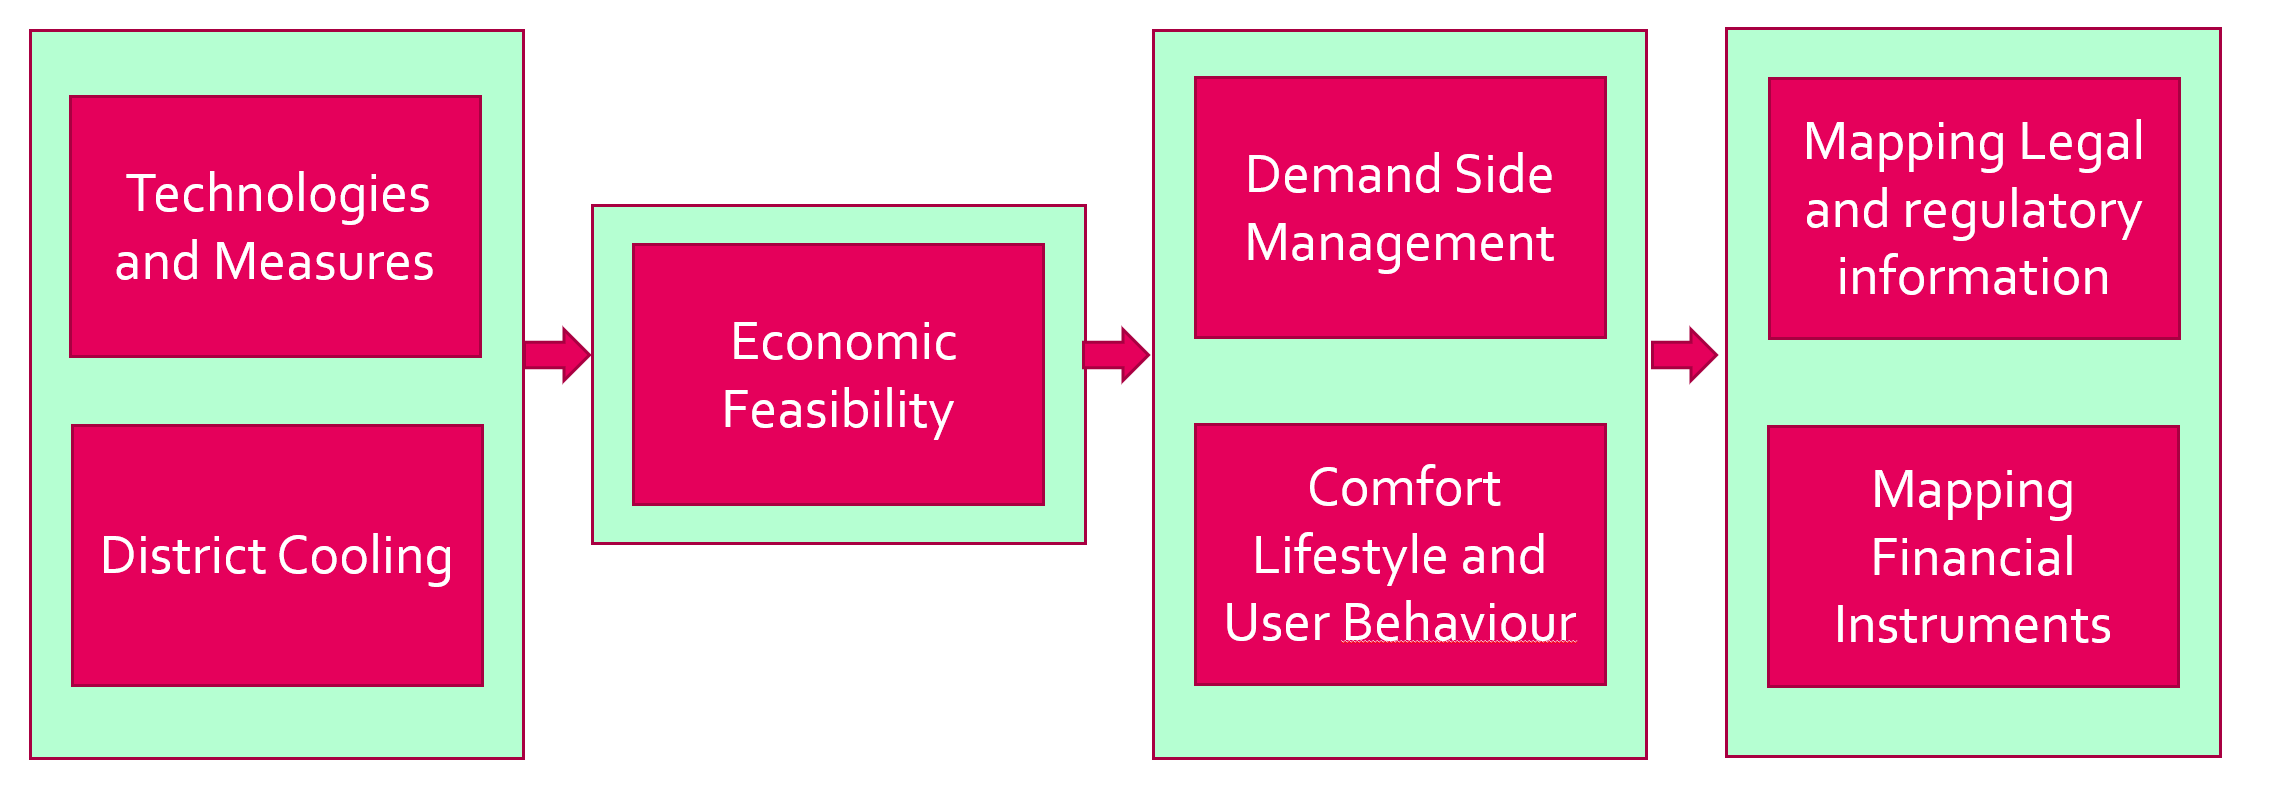 Technologies
and Measures
District Cooling
Economic
Feasibility
Demand Side
Management
Comfort
Lifestyle and
User Behaviour
Mapping Legal
and regulatory
information
Mapping
Financial
Instruments